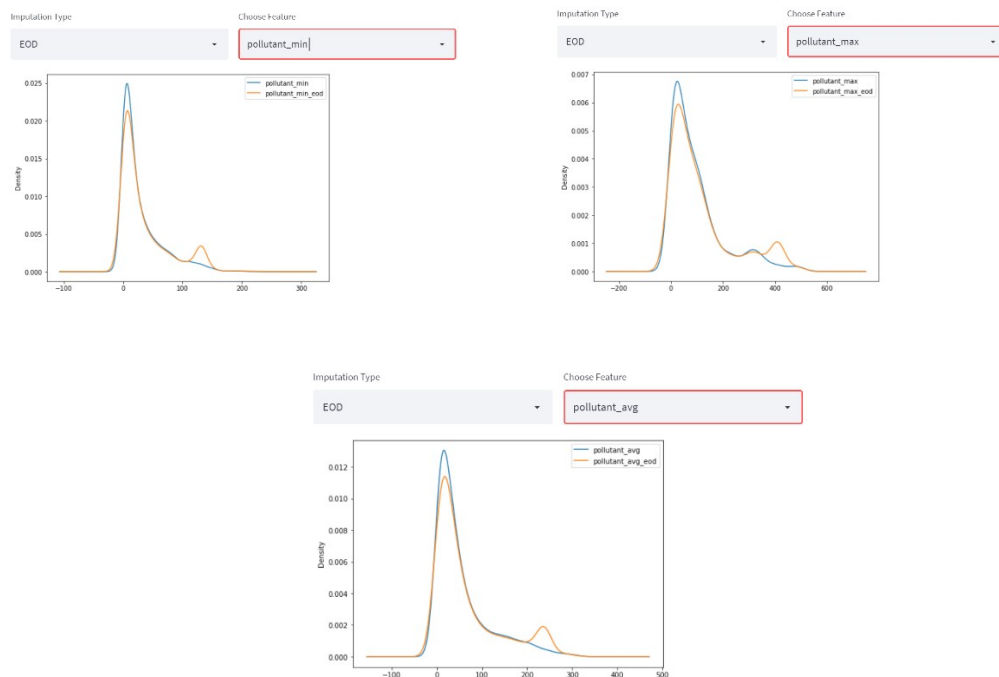 Imputation Type Choose Feature
EOD pollutant_min
pollutant_min
pollutant_min_eod
Density
0.025
0.020
0.015
0.010
0.005
0.000
−100 0 100 200 300
Imputation Type Choose Feature
EOD pollutant_max
pollutant_max
pollutant_max_eod
Density
0.007
0.006
0.005
0.004
0.003
0.002
0.001
0.000
−200 0 200 400 600
Imputation Type Choose Feature
EOD pollutant_avg
pollutant_avg
pollutant_avg_eod
Density
0.012
0.010
0.008
0.006
0.004
0.002
0.000
−100 0 100 200 300 400 500